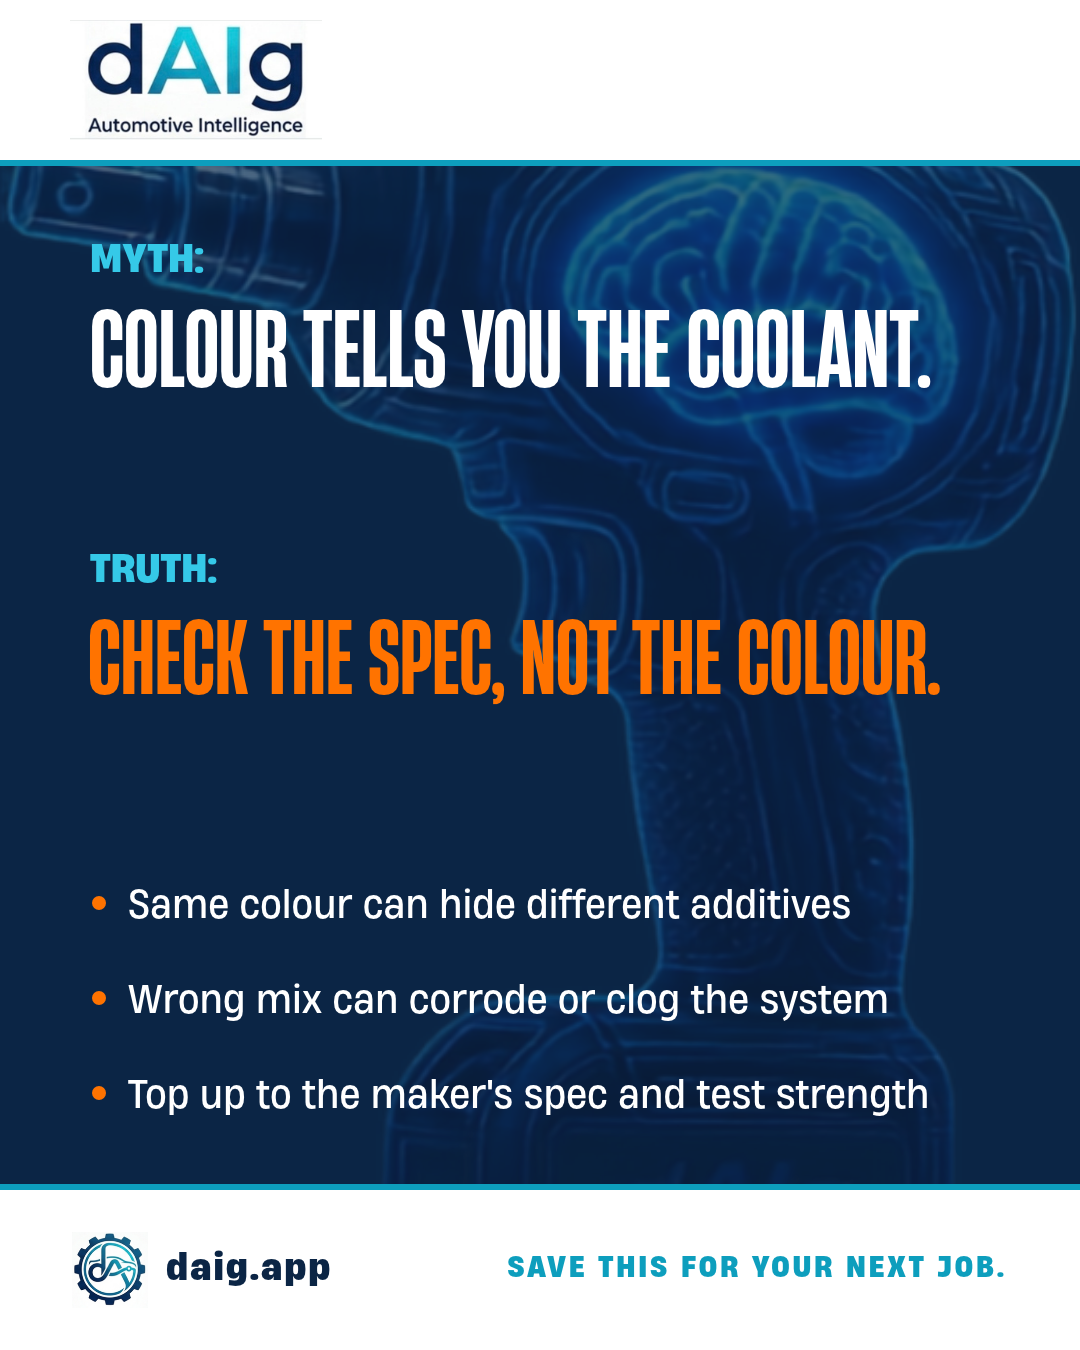 dAIg
Automotive Intelligence
MYTH:
COLOUR TELLS YOU THE COOLANT.
TRUTH:
CHECK THE SPEC, NOT THE COLOUR.
• Same colour can hide different additives
• Wrong mix can corrode or clog the system
• Top up to the maker's spec and test strength
daig.app
SAVE THIS FOR YOUR NEXT JOB.